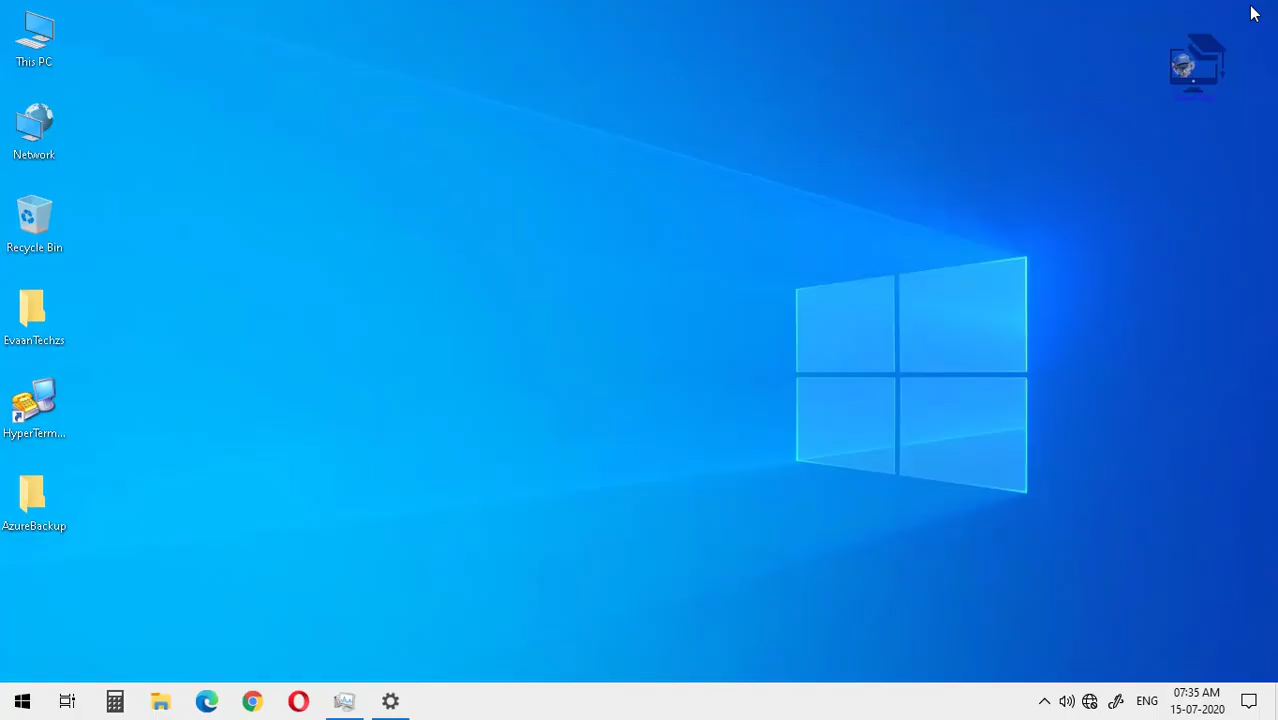 This PC
Network
Recycle Bin
EvaanTechzs
HyperTerm...
AzureBackup
ENG
07:35 AM
15-07-2020